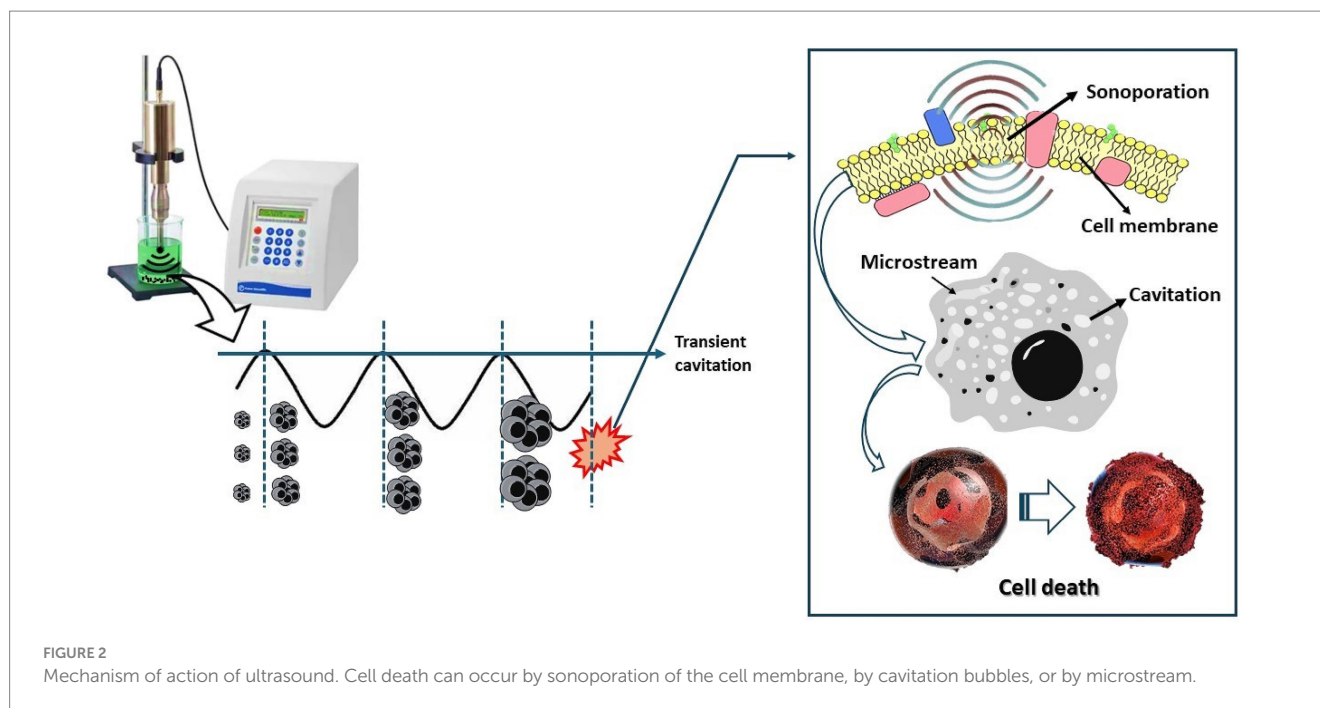 Sonoporation
Cell membrane
Microstream
Cavitation
Transient
cavitation
Cell death
FIGURE 2
Mechanism of action of ultrasound. Cell death can occur by sonoporation of the cell membrane, by cavitation bubbles, or by microstream.